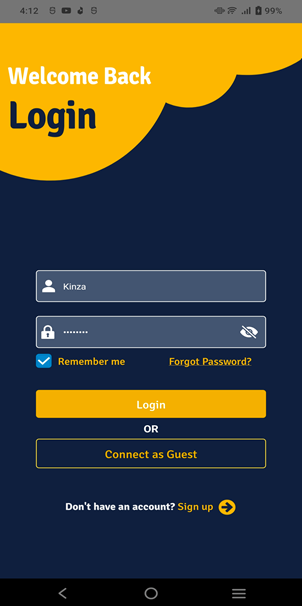 4:12 99%
Welcome Back
Login
Kinza
••••••••
Remember me Forgot Password?
Login
OR
Connect as Guest
Don't have an account? Sign up